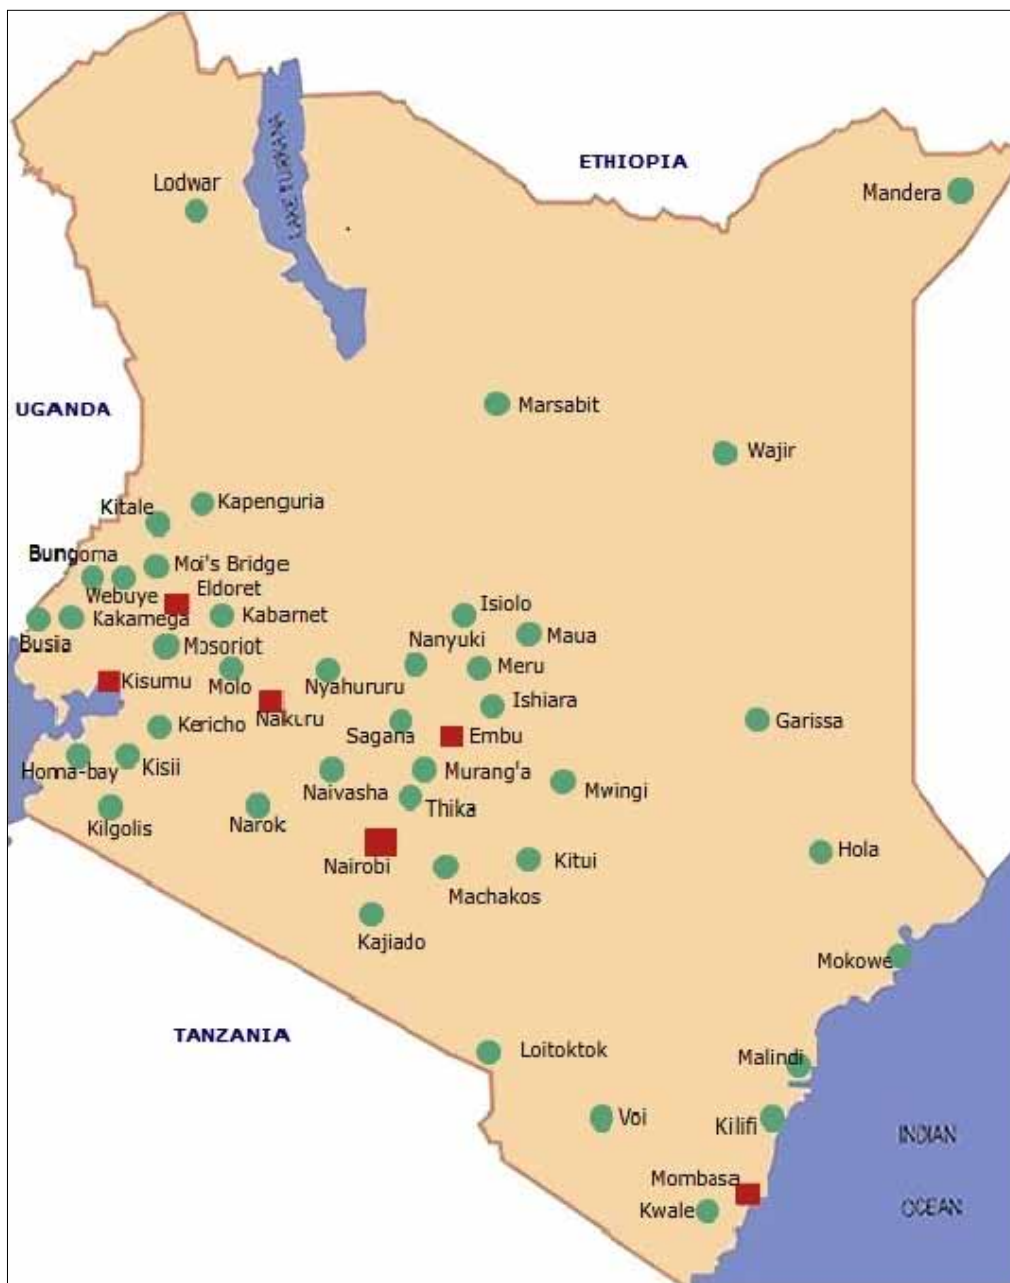 LAKE TURKANA
ETHIOPIA
Lodwar
Mandera
UGANDA
Marsabit
Wajir
Kitale
Kapenguria
Bungoma
Moi's Bridge
Webuye
Eldoret
Kakamega
Kabarnet
Isiolo
Busia
Mosoriot
Nanyuki
Maua
Kisumu
Molo
Nyahururu
Meru
Nakuru
Ishiara
Kericho
Sagana
Embu
Garissa
Homa-bay
Kisii
Naivasha
Murang'a
Mwingi
Kilgolis
Narok
Thika
Nairobi
Kitui
Hola
Machakos
Kajiado
Mokowe
TANZANIA
Loitoktok
Malindi
Voi
Kilifi
INDIAN
Mombasa
Kwale
OCEAN